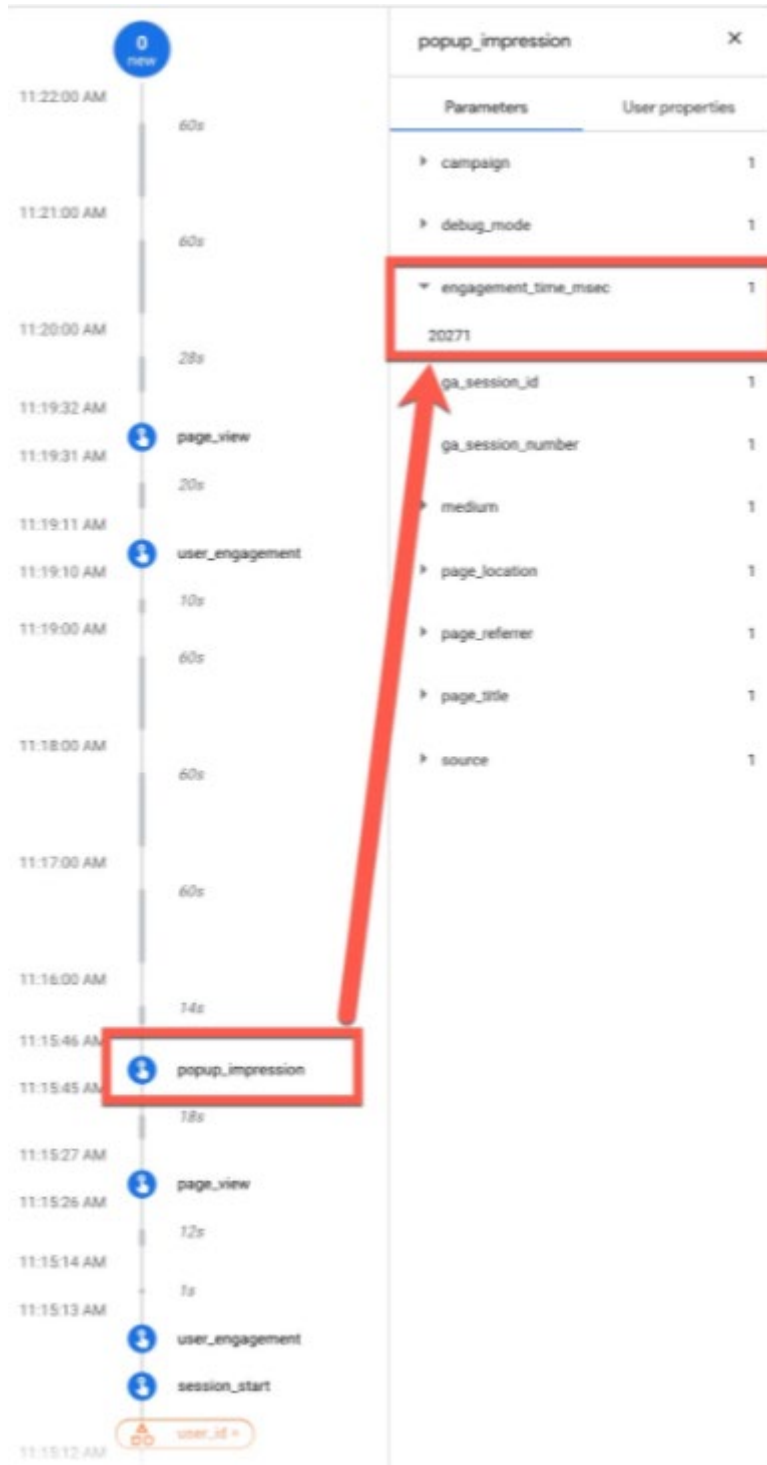 0
new
11:22:00 AM
60s
11:21:00 AM
60s
11:20:00 AM
28s
11:19:32 AM
page_view
11:19:31 AM
20s
11:19:11 AM
user_engagement
11:19:10 AM
10s
11:19:00 AM
60s
11:18:00 AM
60s
11:17:00 AM
60s
11:16:00 AM
14s
11:15:46 AM
popup_impression
11:15:45 AM
18s
11:15:27 AM
page_view
11:15:26 AM
12s
11:15:14 AM
1s
11:15:13 AM
user_engagement
session_start
user_id =
11:15:12 AM
popup_impression
Parameters User properties
campaign 1
debug_mode 1
engagement_time_msec 1
20271
ga_session_id 1
ga_session_number 1
medium 1
page_location 1
page_referrer 1
page_title 1
source 1